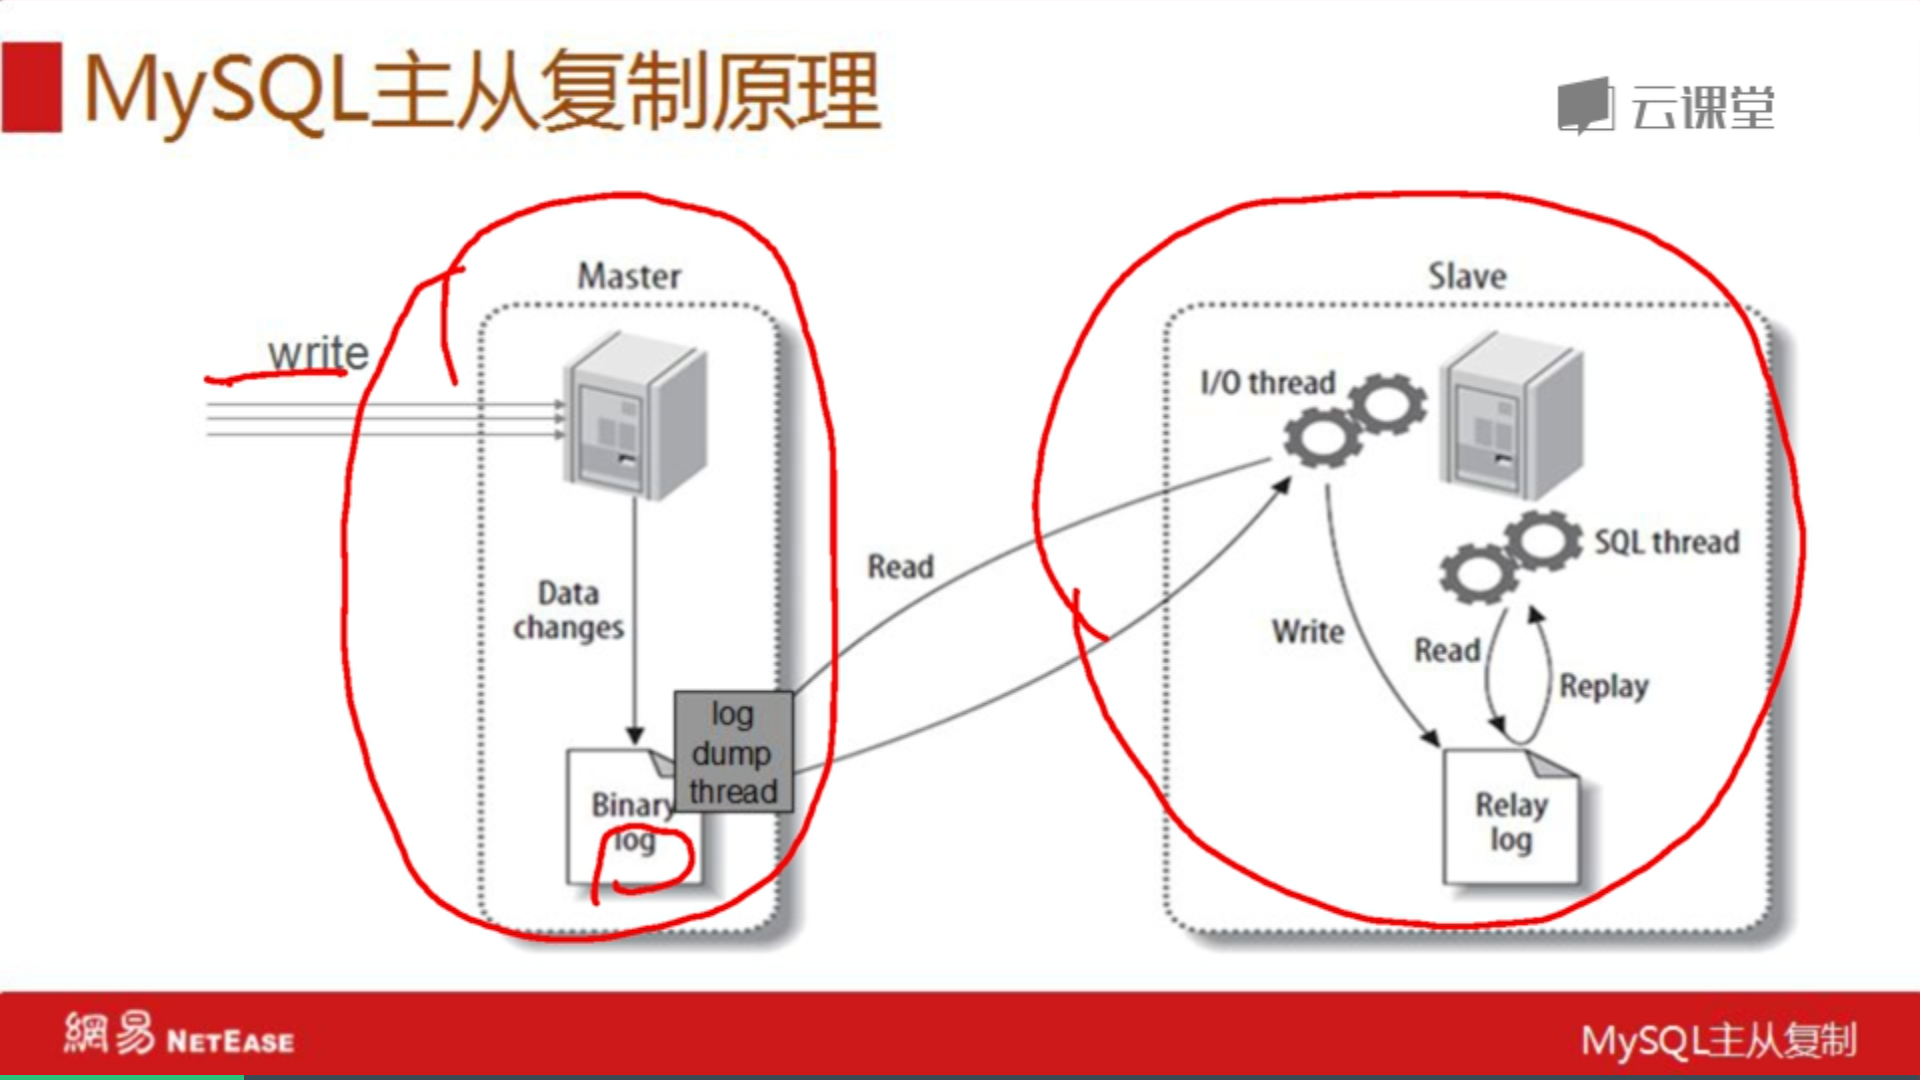 MySQL主从复制原理
云课堂
Master
Slave
write
I/O thread
SQL thread
Data
changes
Read
Write
Read
Replay
log
dump
thread
Binary
log
Relay
log
網易 NETEASE
MySQL主从复制